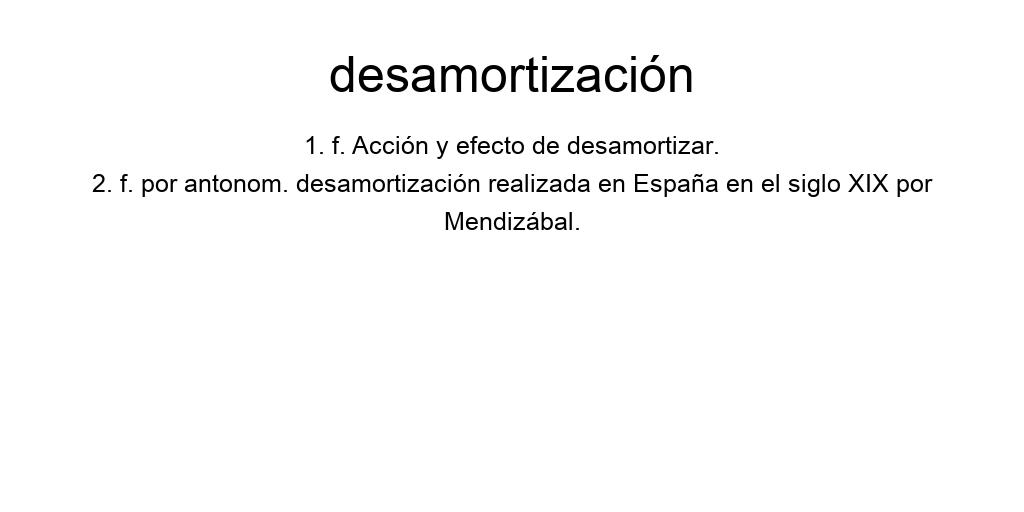 desamortización
1. f. Acción y efecto de desamortizar.
2. f. por antonom. desamortización realizada en España en el siglo XIX por
Mendizábal.